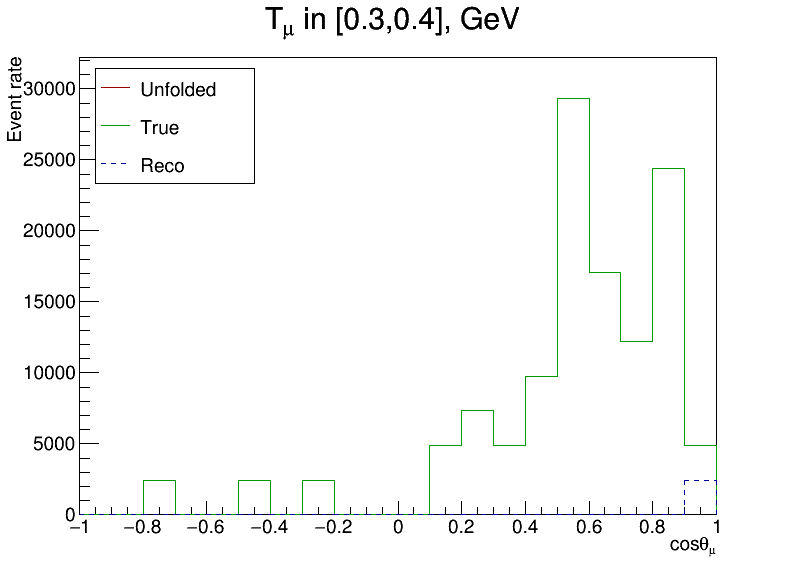 T_μ in [0.3,0.4], GeV
Event rate
Unfolded
True
Reco
30000
25000
20000
15000
10000
5000
0
−1 −0.8 −0.6 −0.4 −0.2 0 0.2 0.4 0.6 0.8 1
cosθ_μ